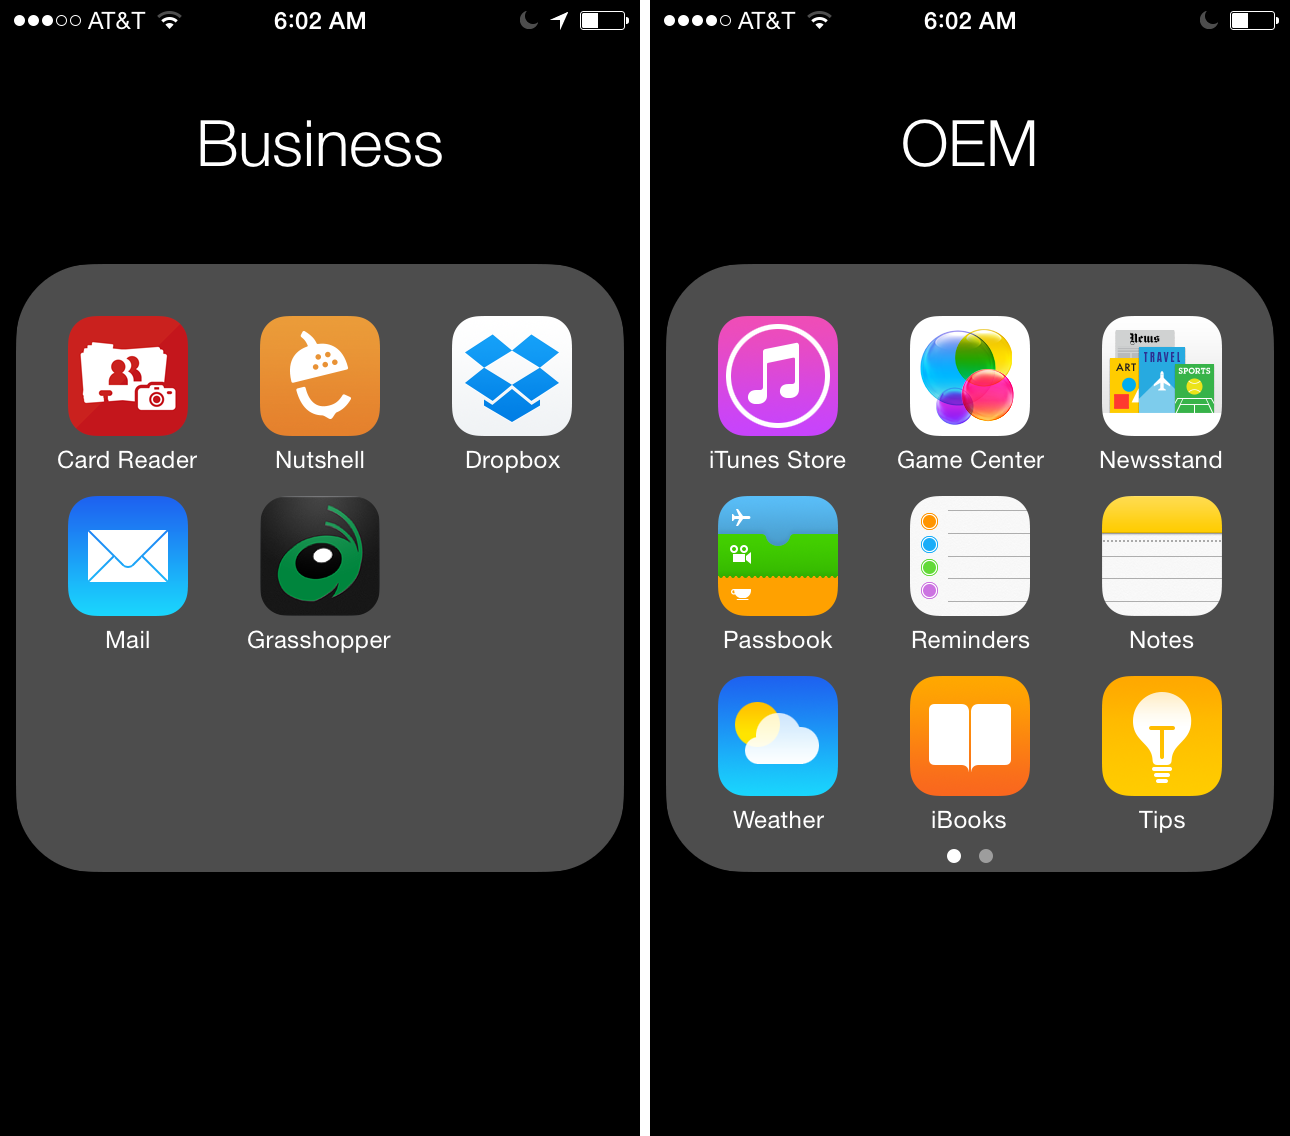 AT&T 6:02 AM
Business
Card Reader Nutshell Dropbox
Mail Grasshopper
AT&T 6:02 AM
OEM
News
TRAVEL
ART
SPORTS
iTunes Store Game Center Newsstand
Passbook Reminders Notes
Weather iBooks Tips